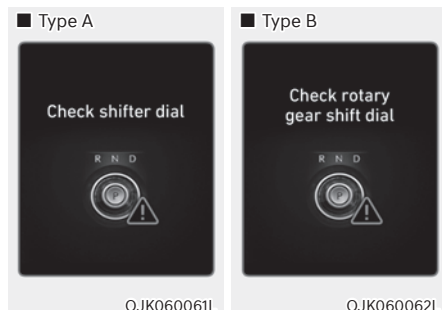 ■ Type A
Check shifter dial
R N D
P
OJK060061L
■ Type B
Check rotary
gear shift dial
R N D
P
OJK060062L